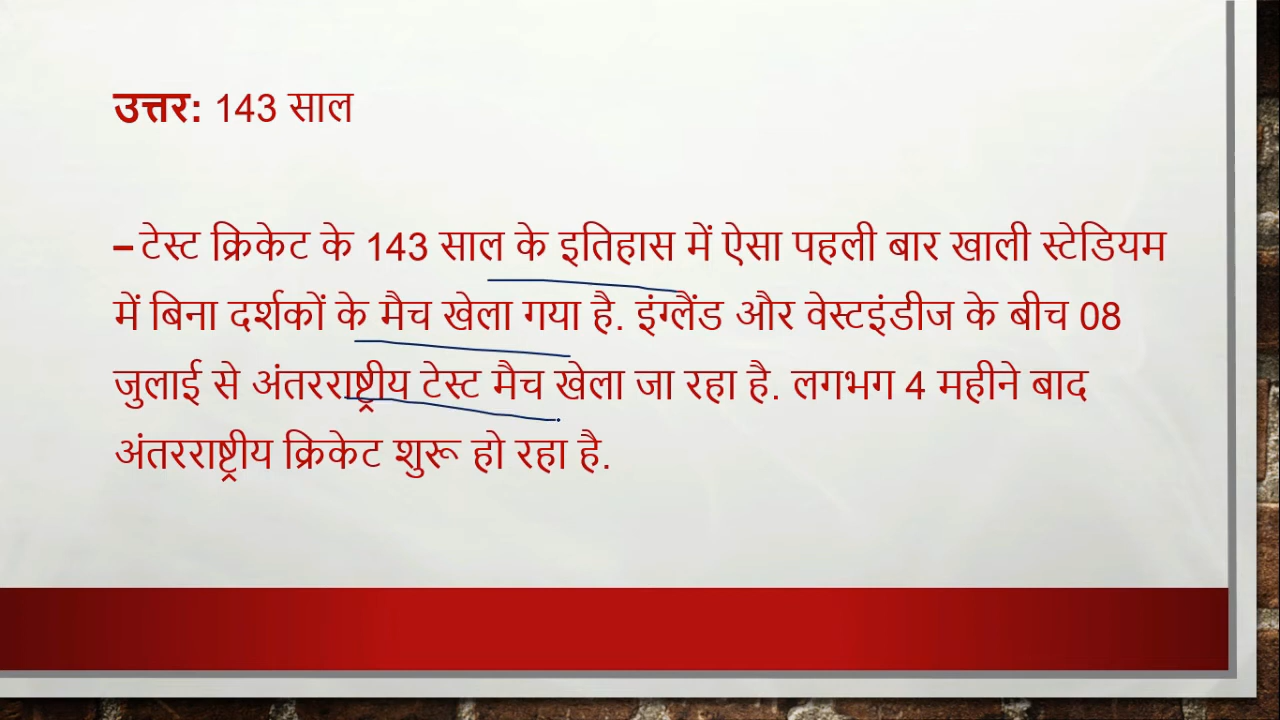 उत्तर: 143 साल
– टेस्ट क्रिकेट के 143 साल के इतिहास में ऐसा पहली बार खाली स्टेडियम
में बिना दर्शकों के मैच खेला गया है. इंग्लैंड और वेस्टइंडीज के बीच 08
जुलाई से अंतरराष्ट्रीय टेस्ट मैच खेला जा रहा है. लगभग 4 महीने बाद
अंतरराष्ट्रीय क्रिकेट शुरू हो रहा है.